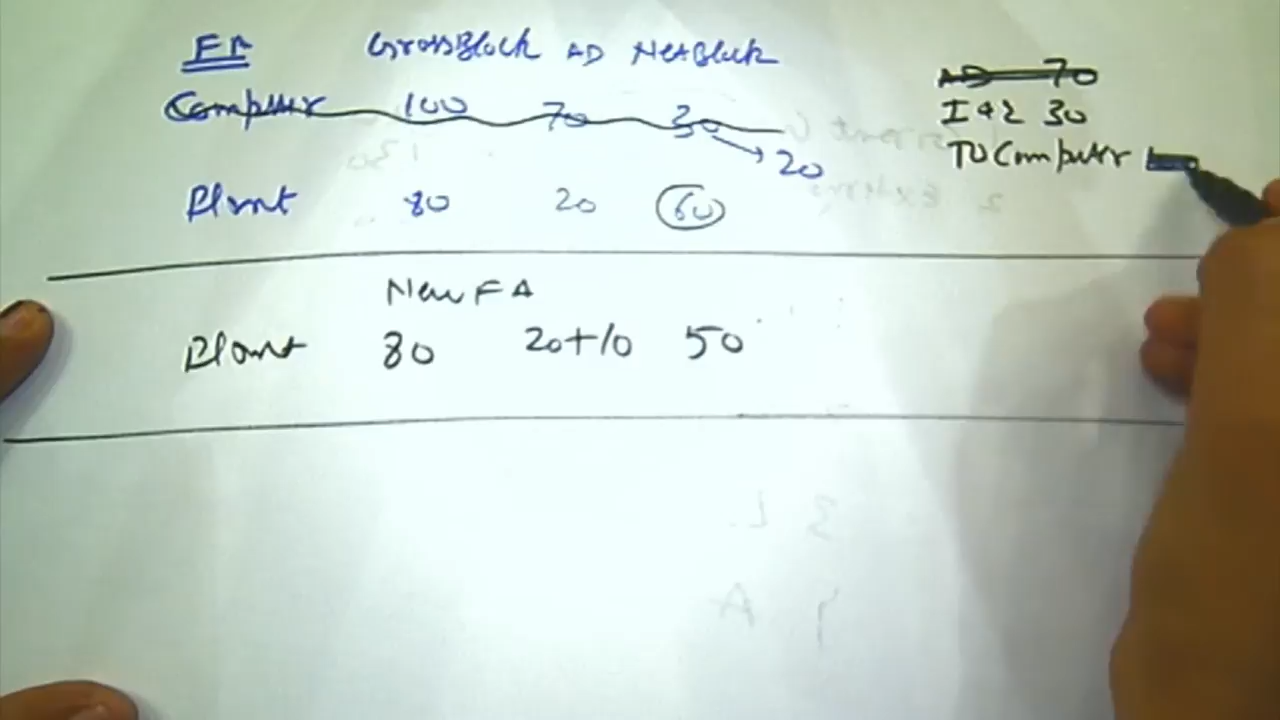 FA GrossBlock AD NetBlock
Computer 100 70 30
20
Plant 80 20 60
AD 70
I & L 30
TO Computer
New FA
Plant 80 20+10 50